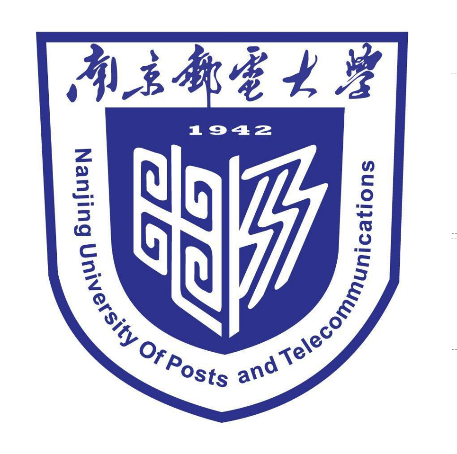 南京郵電大學
1942
Nanjing University Of Posts and Telecommunications